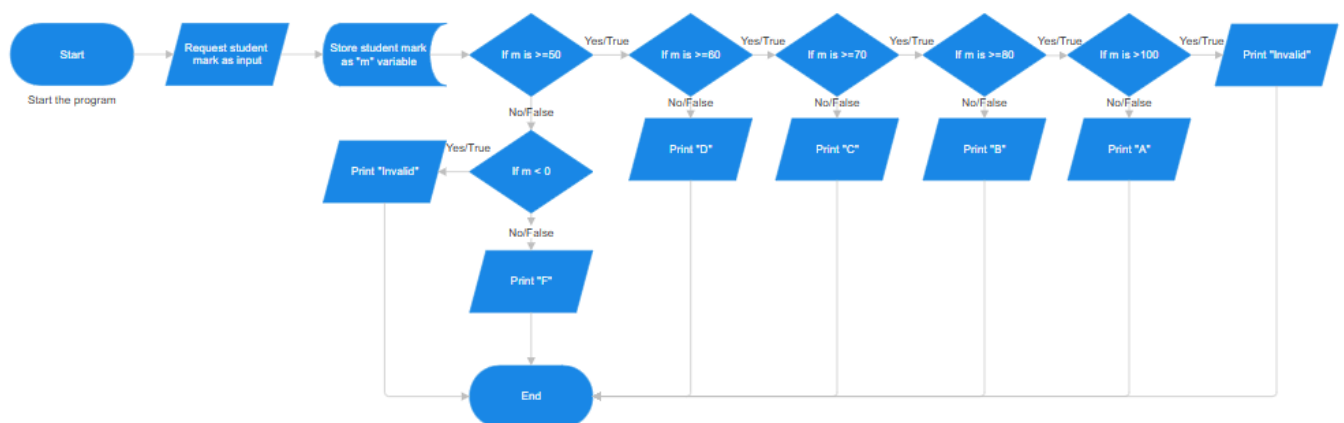 Start
Start the program
Request student
mark as input
Store student mark
as "m" variable
If m is >=50
Yes/True
If m is >=60
Yes/True
If m is >=70
Yes/True
If m is >=80
Yes/True
If m is >100
Yes/True
Print "Invalid"
No/False
No/False
No/False
No/False
No/False
Print "D"
Print "C"
Print "B"
Print "A"
Yes/True
Print "Invalid"
If m < 0
No/False
Print "F"
End